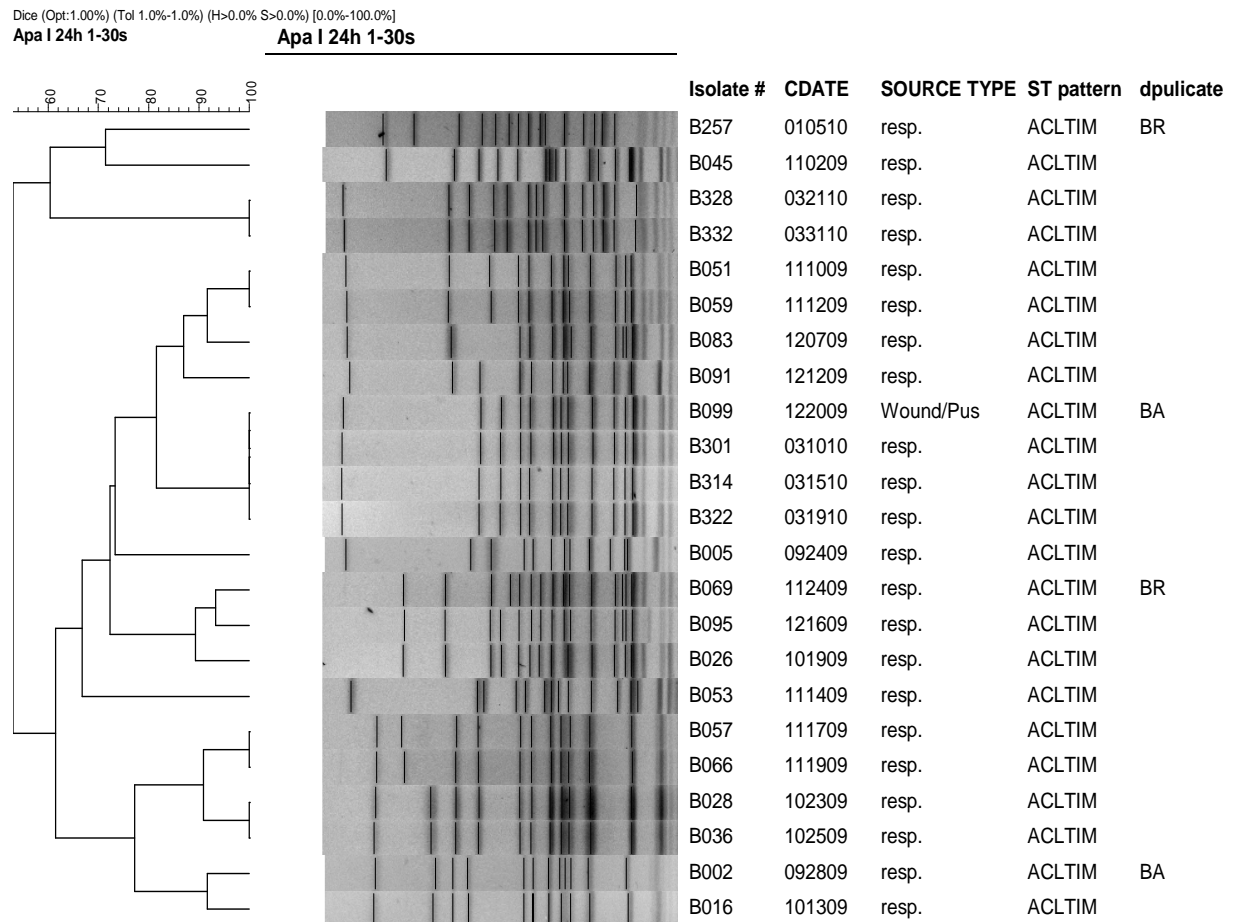 Dice (Opt:1.00%) (Tol 1.0%-1.0%) (H>0.0% S>0.0%) [0.0%-100.0%]
Apa I 24h 1-30s Apa I 24h 1-30s
60 70 80 90 100
Isolate # CDATE SOURCE TYPE ST pattern dpulicate
B257 010510 resp. ACLTIM BR
B045 110209 resp. ACLTIM
B328 032110 resp. ACLTIM
B332 033110 resp. ACLTIM
B051 111009 resp. ACLTIM
B059 111209 resp. ACLTIM
B083 120709 resp. ACLTIM
B091 121209 resp. ACLTIM
B099 122009 Wound/Pus ACLTIM BA
B301 031010 resp. ACLTIM
B314 031510 resp. ACLTIM
B322 031910 resp. ACLTIM
B005 092409 resp. ACLTIM
B069 112409 resp. ACLTIM BR
B095 121609 resp. ACLTIM
B026 101909 resp. ACLTIM
B053 111409 resp. ACLTIM
B057 111709 resp. ACLTIM
B066 111909 resp. ACLTIM
B028 102309 resp. ACLTIM
B036 102509 resp. ACLTIM
B002 092809 resp. ACLTIM BA
B016 101309 resp. ACLTIM